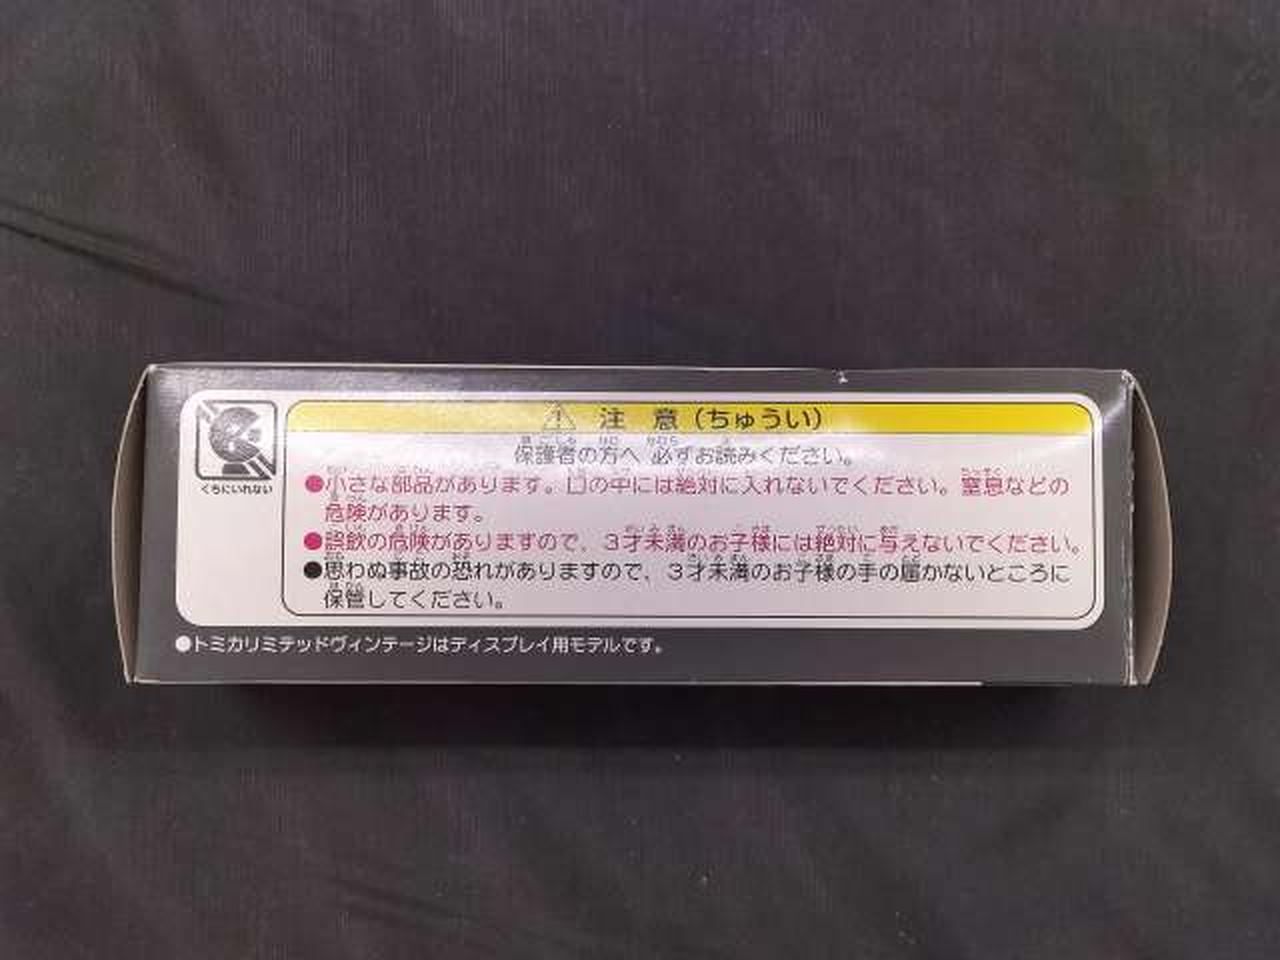 ⚠ 注　意（ちゅうい）
保護者の方へ 必ずお読みください。
くちにいれない
●小さな部品があります。口の中には絶対に入れないでください。窒息などの
危険があります。
●誤飲の危険がありますので、３才未満のお子様には絶対に与えないでください。
●思わぬ事故の恐れがありますので、３才未満のお子様の手の届かないところに
保管してください。
●トミカリミテッドヴィンテージはディスプレイ用モデルです。